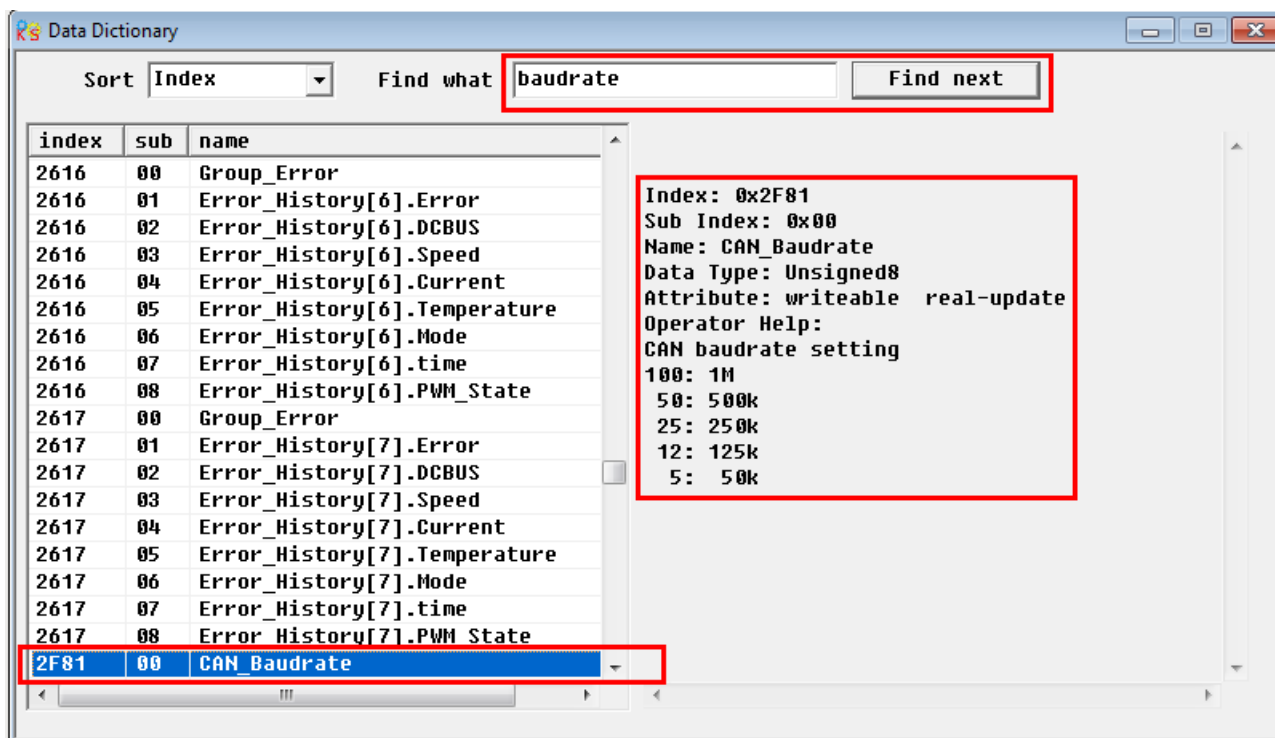 Data Dictionary
Sort Index Find what baudrate Find next
index sub name
2616 00 Group_Error
2616 01 Error_History[6].Error
2616 02 Error_History[6].DCBUS
2616 03 Error_History[6].Speed
2616 04 Error_History[6].Current
2616 05 Error_History[6].Temperature
2616 06 Error_History[6].Mode
2616 07 Error_History[6].time
2616 08 Error_History[6].PWM_State
2617 00 Group_Error
2617 01 Error_History[7].Error
2617 02 Error_History[7].DCBUS
2617 03 Error_History[7].Speed
2617 04 Error_History[7].Current
2617 05 Error_History[7].Temperature
2617 06 Error_History[7].Mode
2617 07 Error_History[7].time
2617 08 Error_History[7].PWM_State
2F81 00 CAN_Baudrate
Index: 0x2F81
Sub Index: 0x00
Name: CAN_Baudrate
Data Type: Unsigned8
Attribute: writeable real-update
Operator Help:
CAN baudrate setting
100: 1M
50: 500k
25: 250k
12: 125k
5: 50k